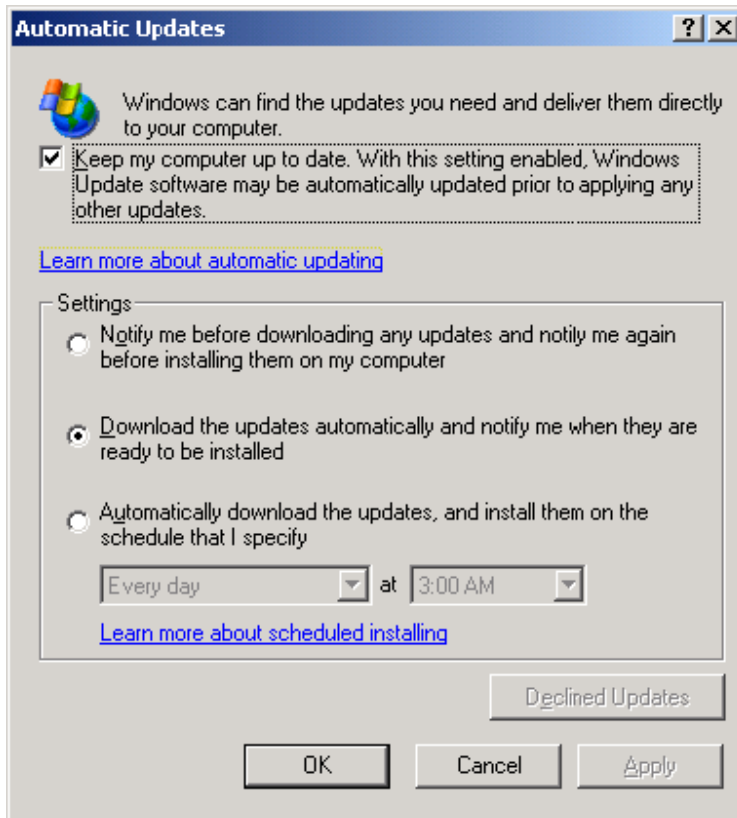 Automatic Updates
Windows can find the updates you need and deliver them directly
to your computer.
Keep my computer up to date. With this setting enabled, Windows
Update software may be automatically updated prior to applying any
other updates.
Learn more about automatic updating
Settings
Notify me before downloading any updates and notily me again
before installing them on my computer
Download the updates automatically and notify me when they are
ready to be installed
Automatically download the updates, and install them on the
schedule that I specify
Every day at 3:00 AM
Learn more about scheduled installing
Declined Updates
OK Cancel Apply